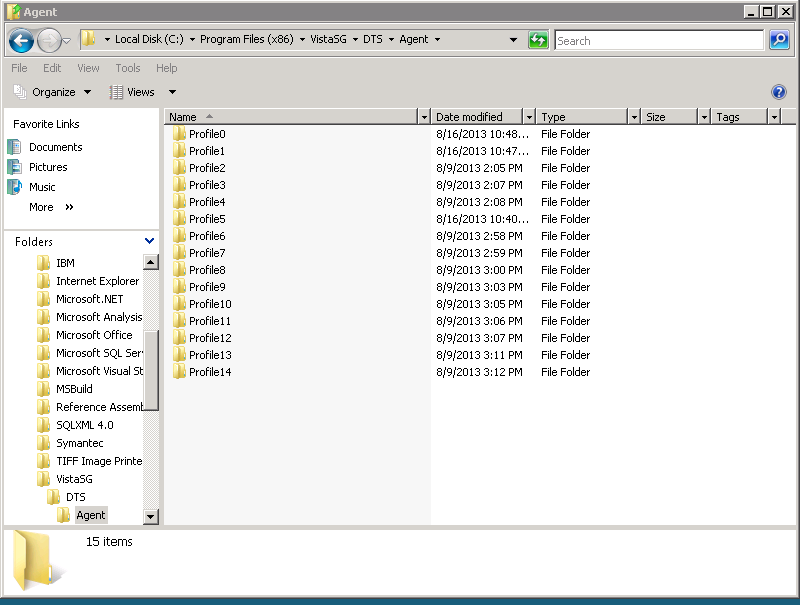 Agent
Local Disk (C:) Program Files (x86) VistaSG DTS Agent Search
File Edit View Tools Help
Organize Views ?
Favorite Links
Documents
Pictures
Music
More »
Folders
IBM
Internet Explorer
Microsoft.NET
Microsoft Analysis
Microsoft Office
Microsoft SQL Ser
Microsoft Visual St
MSBuild
Reference Assemb
SQLXML 4.0
Symantec
TIFF Image Printe
VistaSG
DTS
Agent
Name Date modified Type Size Tags
Profile0 8/16/2013 10:48... File Folder
Profile1 8/16/2013 10:47... File Folder
Profile2 8/9/2013 2:05 PM File Folder
Profile3 8/9/2013 2:07 PM File Folder
Profile4 8/9/2013 2:08 PM File Folder
Profile5 8/16/2013 10:40... File Folder
Profile6 8/9/2013 2:58 PM File Folder
Profile7 8/9/2013 2:59 PM File Folder
Profile8 8/9/2013 3:00 PM File Folder
Profile9 8/9/2013 3:03 PM File Folder
Profile10 8/9/2013 3:05 PM File Folder
Profile11 8/9/2013 3:06 PM File Folder
Profile12 8/9/2013 3:07 PM File Folder
Profile13 8/9/2013 3:11 PM File Folder
Profile14 8/9/2013 3:12 PM File Folder
15 items